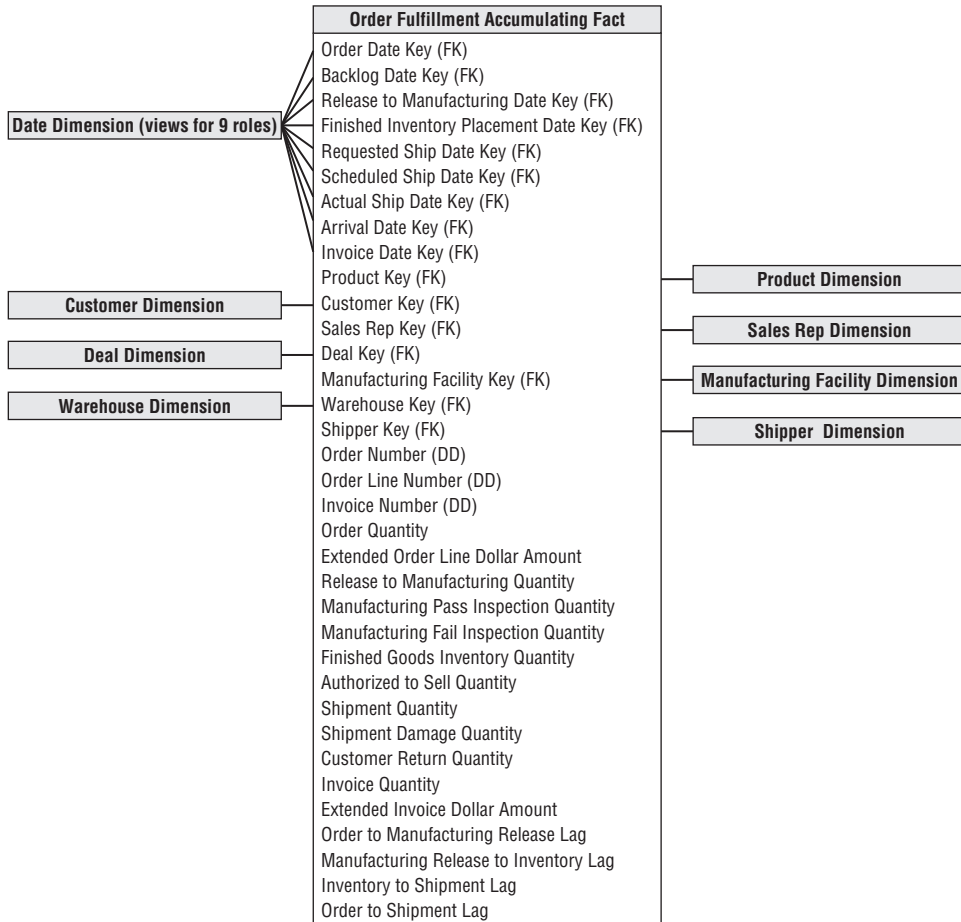 Order Fulfillment Accumulating Fact
Order Date Key (FK)
Backlog Date Key (FK)
Release to Manufacturing Date Key (FK)
Date Dimension (views for 9 roles)
Finished Inventory Placement Date Key (FK)
Requested Ship Date Key (FK)
Scheduled Ship Date Key (FK)
Actual Ship Date Key (FK)
Arrival Date Key (FK)
Invoice Date Key (FK)
Product Key (FK)
Product Dimension
Customer Dimension
Customer Key (FK)
Sales Rep Key (FK)
Sales Rep Dimension
Deal Dimension
Deal Key (FK)
Manufacturing Facility Key (FK)
Manufacturing Facility Dimension
Warehouse Dimension
Warehouse Key (FK)
Shipper Key (FK)
Shipper Dimension
Order Number (DD)
Order Line Number (DD)
Invoice Number (DD)
Order Quantity
Extended Order Line Dollar Amount
Release to Manufacturing Quantity
Manufacturing Pass Inspection Quantity
Manufacturing Fail Inspection Quantity
Finished Goods Inventory Quantity
Authorized to Sell Quantity
Shipment Quantity
Shipment Damage Quantity
Customer Return Quantity
Invoice Quantity
Extended Invoice Dollar Amount
Order to Manufacturing Release Lag
Manufacturing Release to Inventory Lag
Inventory to Shipment Lag
Order to Shipment Lag